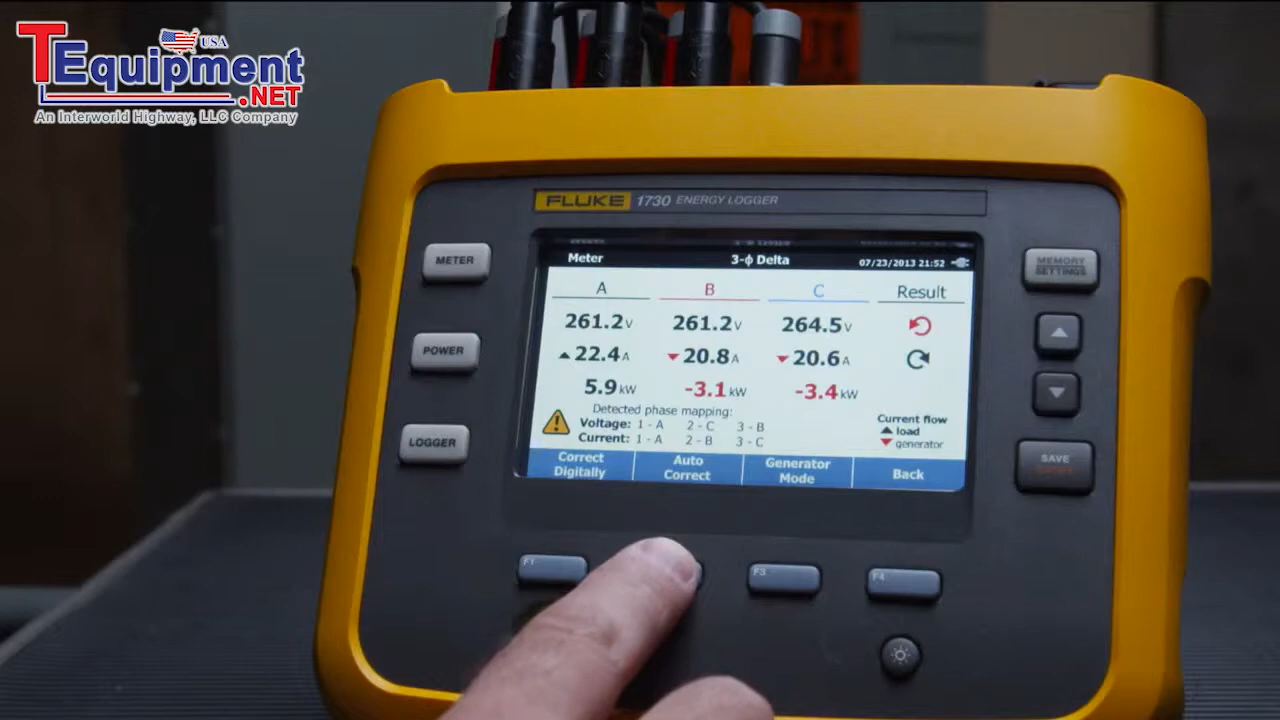 TEquipment USA
.NET
An Interworld Highway, LLC Company
FLUKE 1730 ENERGY LOGGER
Meter 3-ϕ Delta 07/23/2013 21:52
A B C Result
261.2V 261.2V 264.5V
▲22.4A ▼20.8A ▼20.6A
5.9kW -3.1kW -3.4kW
Detected phase mapping:
Voltage: 1 - A 2 - C 3 - B
Current: 1 - A 2 - B 3 - C
Current flow
▲ load
▼ generator
Correct Digitally
Auto Correct
Generator Mode
Back
METER
POWER
LOGGER
MEMORY
SETTINGS
SAVE
F1
F3
F4